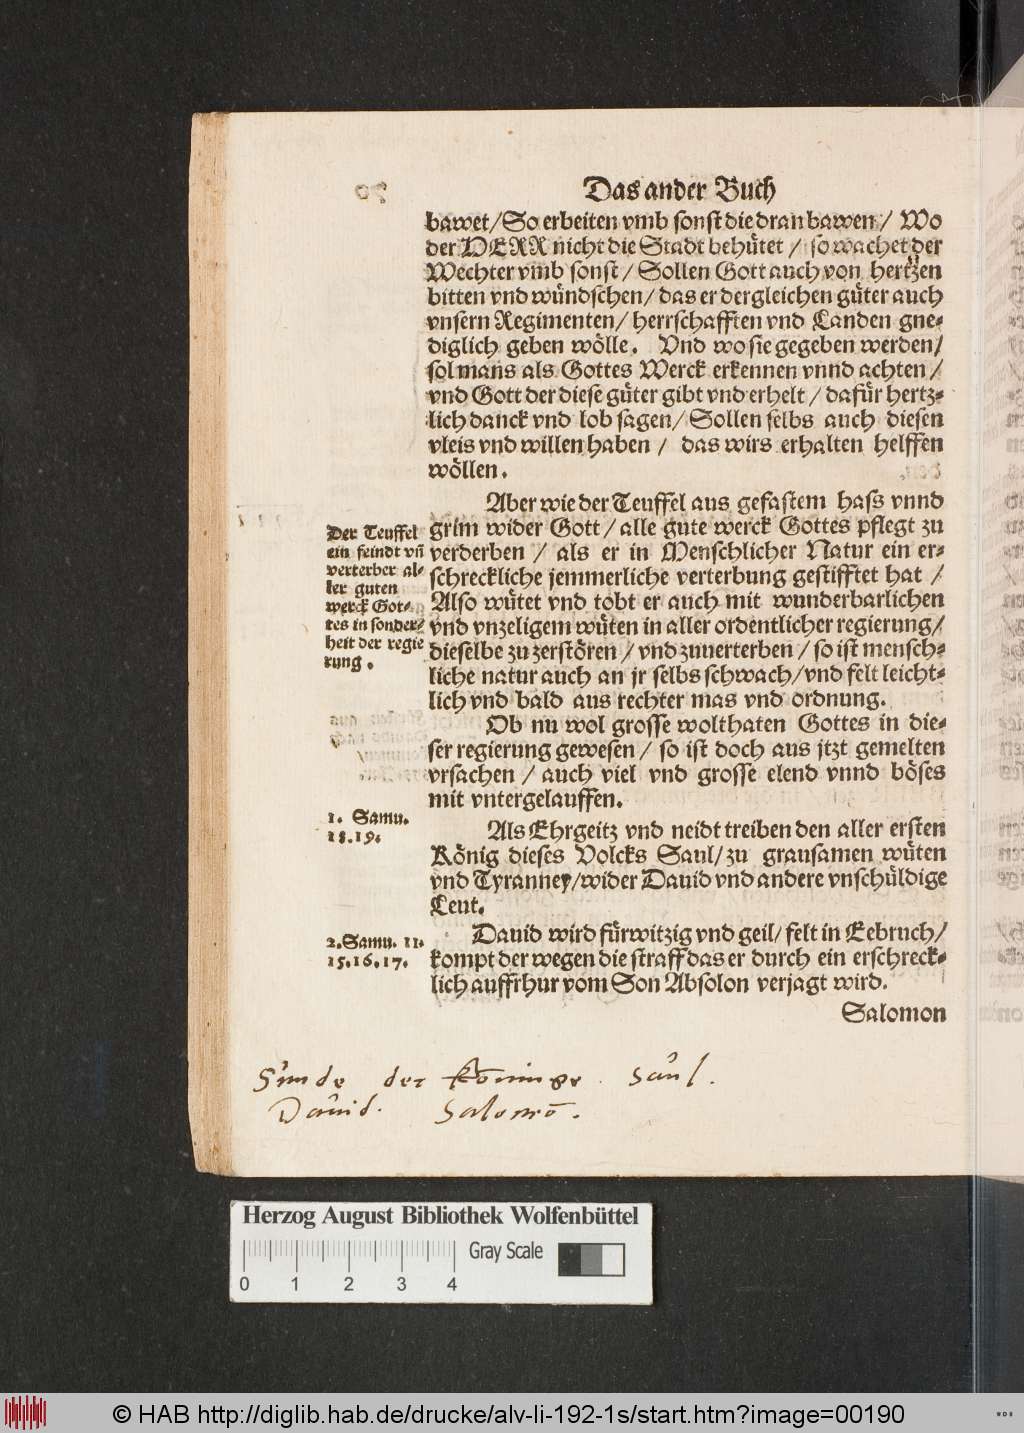 Das ander Buch
bawet/So erbeiten vmb sonst die dran bawen/ Wo
der HERR nicht die Stadt behütet / so wachet der
Wechter vmb sonst / Sollen Gott auch von hertzen
bitten vnd wündschen/ das er dergleichen güter auch
vnsern Regimenten/ herrschafften vnd Landen gne-
diglich geben wölle. Vnd wo sie gegeben werden/
sol mans als Gottes Werck erkennen vnnd achten /
vnd Gott der diese güter gibt vnd erhelt / dafür hertz-
lich danck vnd lob sagen/ Sollen selbs auch diesen
vleis vnd willen haben / das wirs erhalten helffen
wöllen.
Aber wie der Teuffel aus gefastem hass vnnd
grim wider Gott / alle gute werck Gottes pflegt zu
verderben / als er in Menschlicher Natur ein er-
schreckliche jemmerliche verterbung gestifftet hat /
Also wütet vnd tobt er auch mit wunderbarlichen
vnd vnzeligem wüten in aller ordentlicher regierung/
dieselbe zu zerstören / vnd zuuerterben / so ist mensch-
liche natur auch an jr selbs schwach/vnd felt leicht-
lich vnd bald aus rechter mas vnd ordnung.
Der Teuffel
ein feindt vñ
verterber al-
ler guten
werck Got-
tes in sonder-
heit der regie
rung.
Ob nu wol grosse wolthaten Gottes in die-
ser regierung gewesen / so ist doch aus jtzt gemelten
vrsachen / auch viel vnd grosse elend vnnd böses
mit vntergelauffen.
1. Samu.
18.19.
Als Ehrgeitz vnd neidt treiben den aller ersten
König dieses Volcks Saul/ zu grausamen wüten
vnd Tyranney/wider Dauid vnd andere vnschüldige
Leut.
2.Samu. 11.
15.16.17.
Dauid wird fürwitzig vnd geil/ felt in Eebruch/
kompt der wegen die straff das er durch ein erschreck-
lich auffrhur vom Son Absolon verjagt wird.
Salomon
Sünde der Köninge. Saul.
Dauid. Salomō.
Herzog August Bibliothek Wolfenbüttel
Gray Scale
0 1 2 3 4
© HAB http://diglib.hab.de/drucke/alv-li-192-1s/start.htm?image=00190